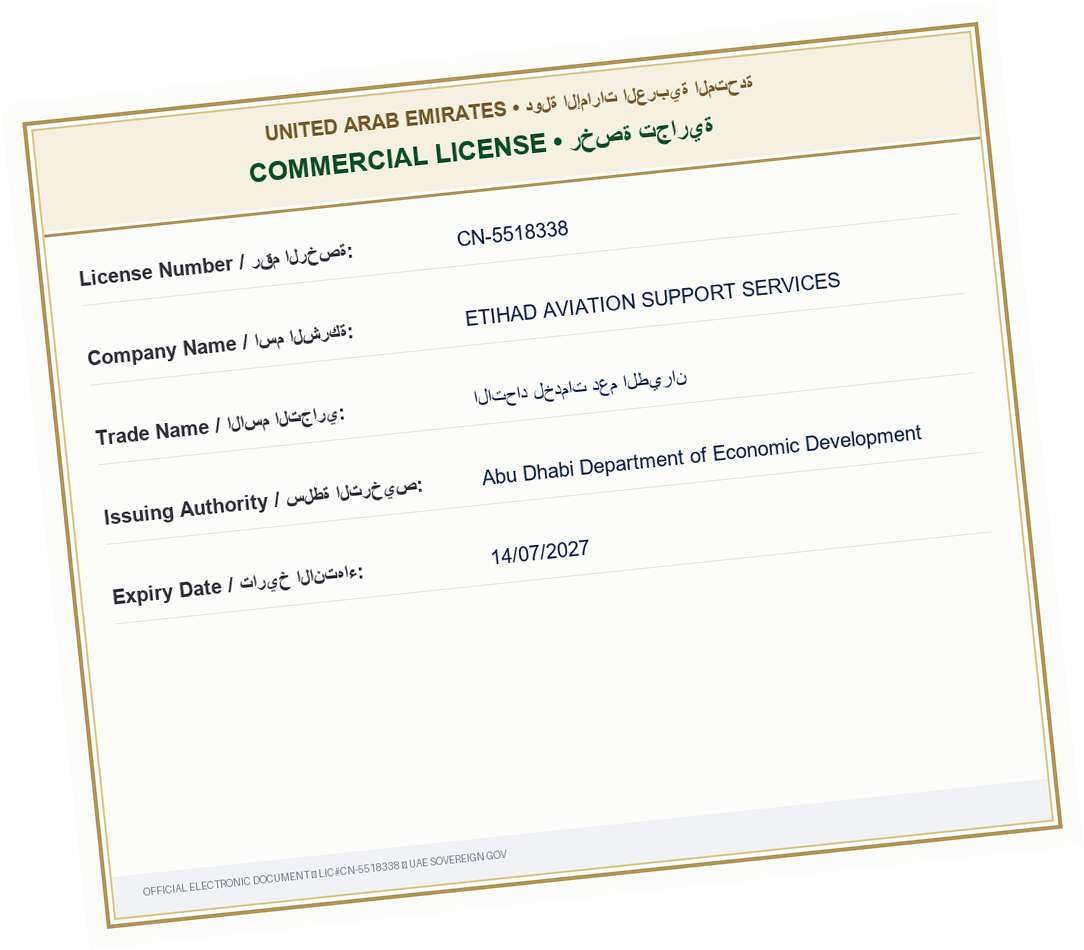 UNITED ARAB EMIRATES • دولة الإمارات العربية المتحدة
COMMERCIAL LICENSE • رخصة تجارية
License Number / رقم الرخصة: CN-5518338
Company Name / اسم الشركة: ETIHAD AVIATION SUPPORT SERVICES
Trade Name / الاسم التجاري: الاتحاد لخدمات دعم الطيران
Issuing Authority / سلطة الترخيص: Abu Dhabi Department of Economic Development
Expiry Date / تاريخ الانتهاء: 14/07/2027
OFFICIAL ELECTRONIC DOCUMENT LIC#CN-5518338 UAE SOVEREIGN GOV